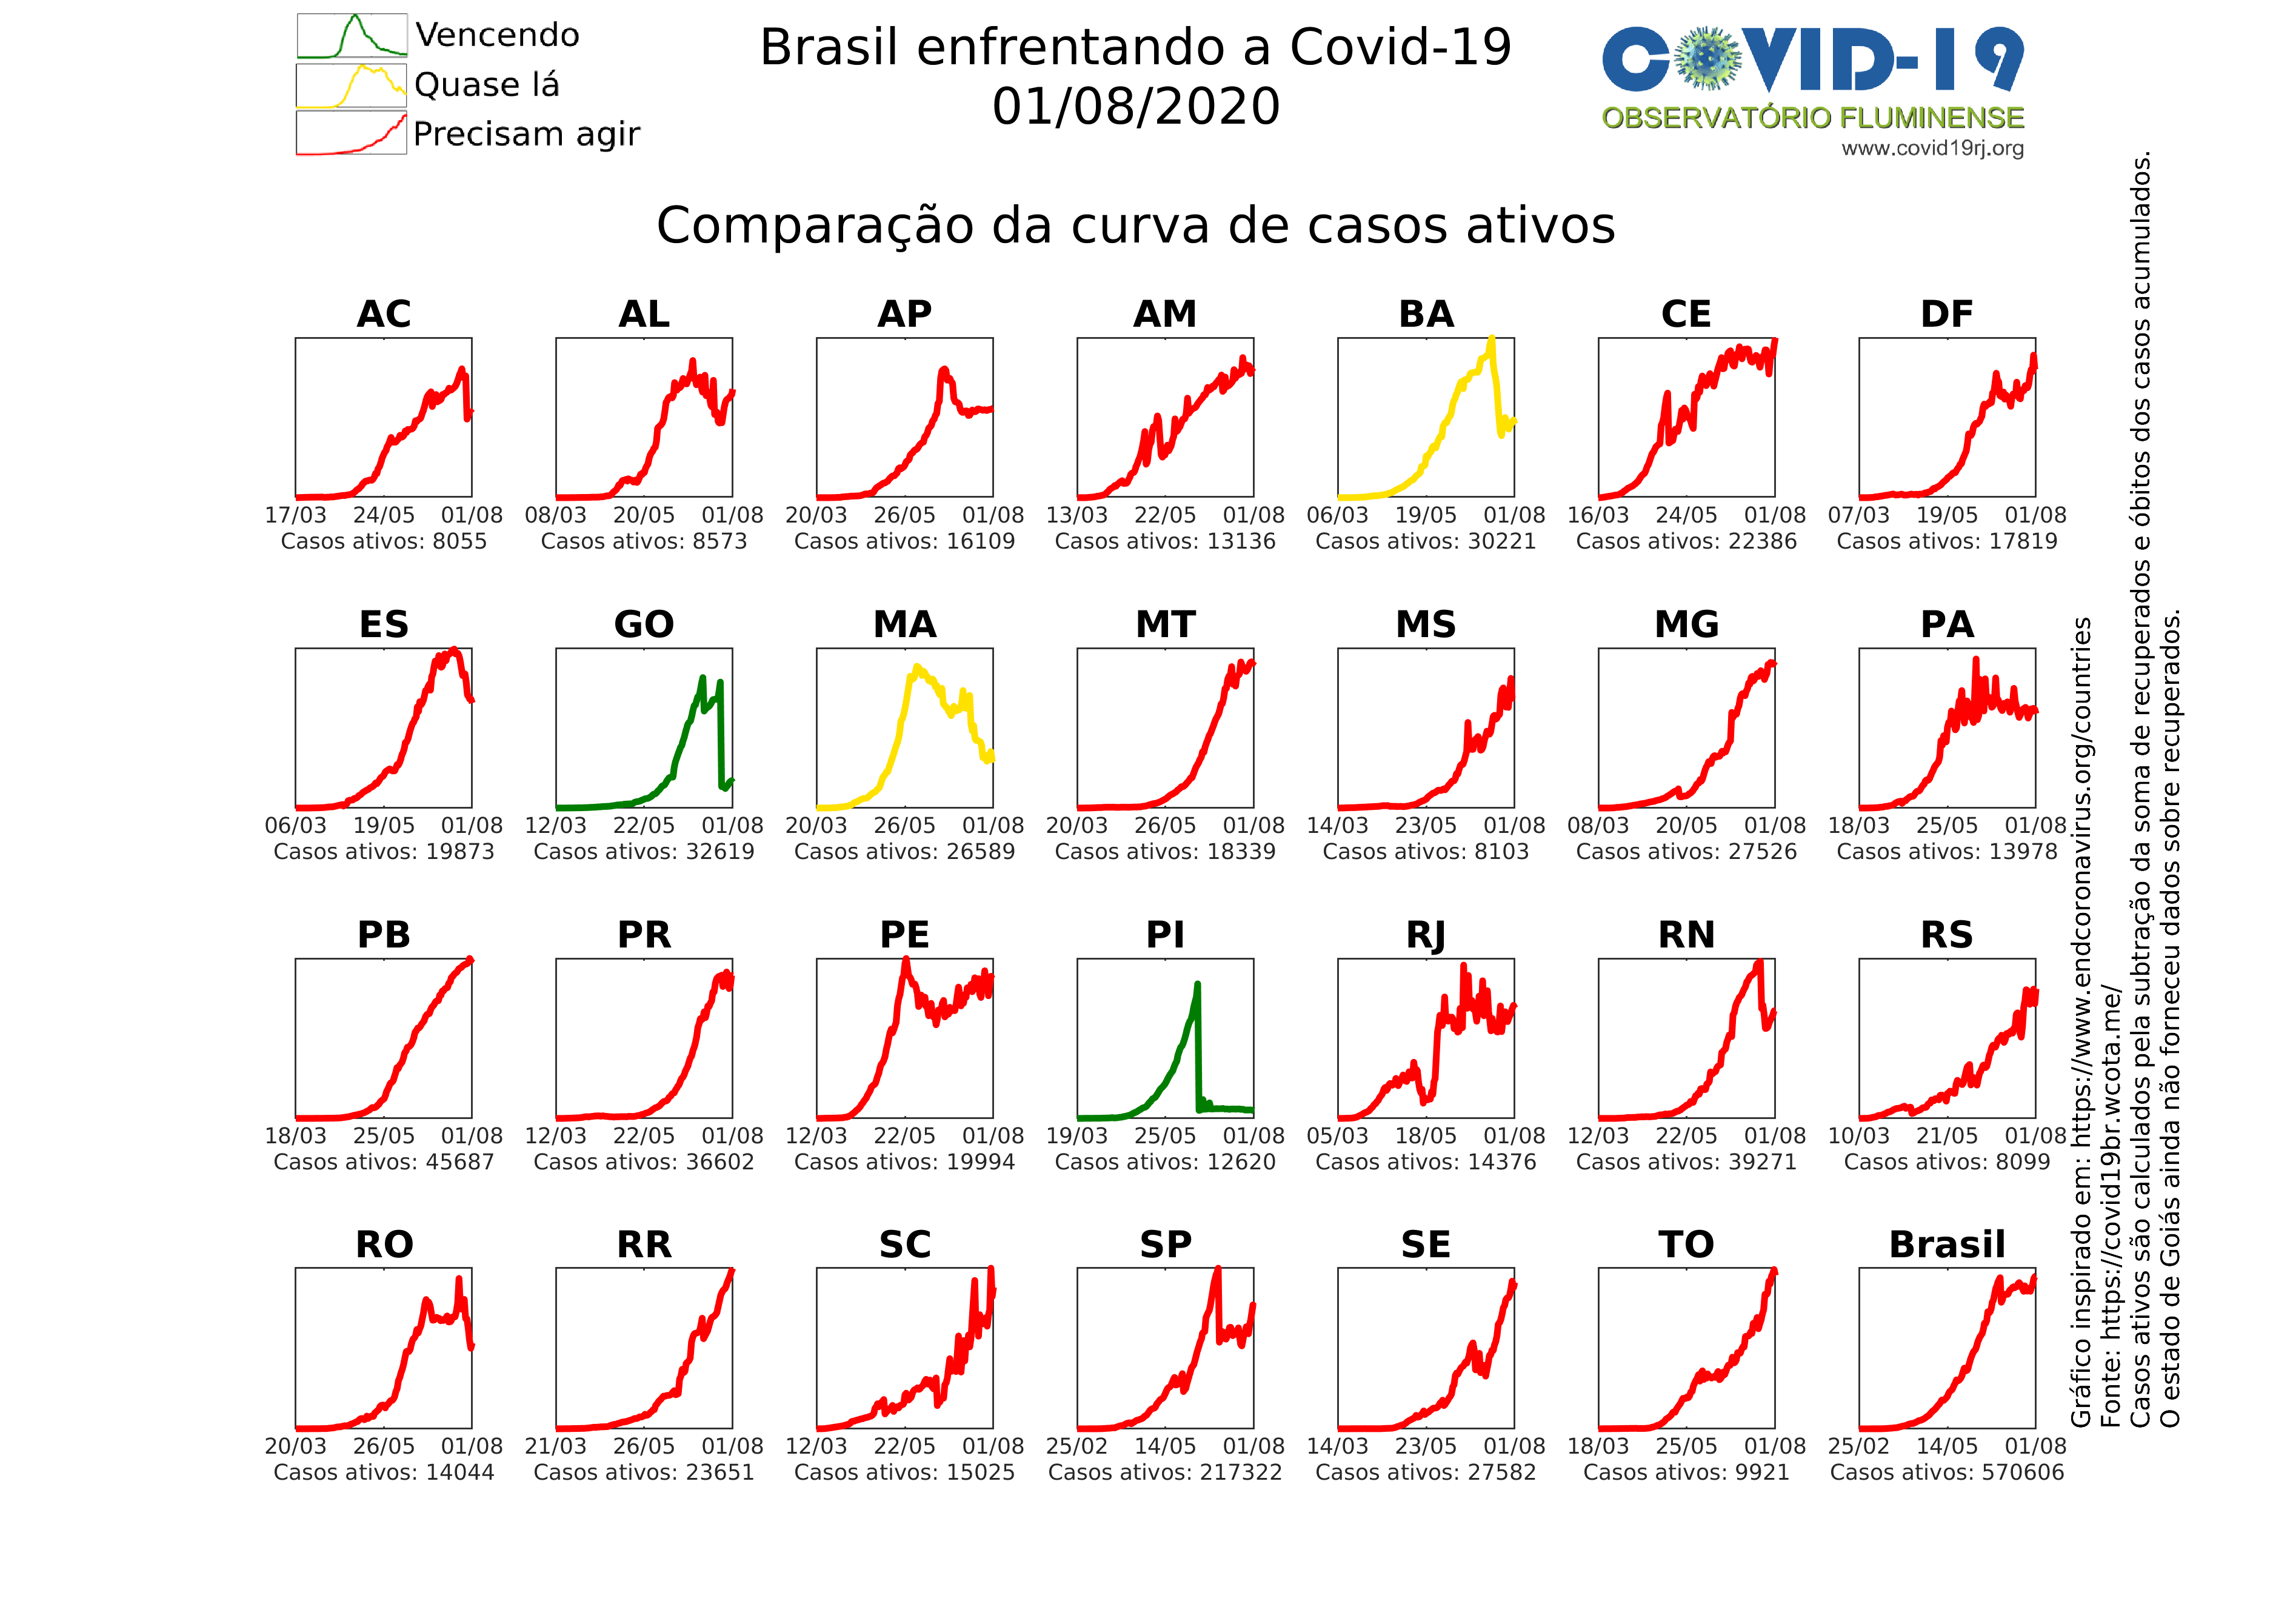 Vencendo
Quase lá
Precisam agir
Brasil enfrentando a Covid-19
01/08/2020
COVID-19
OBSERVATÓRIO FLUMINENSE
www.covid19rj.org
Comparação da curva de casos ativos
AC AL AP AM BA CE DF
17/03 24/05 01/08 08/03 20/05 01/08 20/03 26/05 01/08 13/03 22/05 01/08 06/03 19/05 01/08 16/03 24/05 01/08 07/03 19/05 01/08
Casos ativos: 8055 Casos ativos: 8573 Casos ativos: 16109 Casos ativos: 13136 Casos ativos: 30221 Casos ativos: 22386 Casos ativos: 17819
ES GO MA MT MS MG PA
06/03 19/05 01/08 12/03 22/05 01/08 20/03 26/05 01/08 20/03 26/05 01/08 14/03 23/05 01/08 08/03 20/05 01/08 18/03 25/05 01/08
Casos ativos: 19873 Casos ativos: 32619 Casos ativos: 26589 Casos ativos: 18339 Casos ativos: 8103 Casos ativos: 27526 Casos ativos: 13978
PB PR PE PI RJ RN RS
18/03 25/05 01/08 12/03 22/05 01/08 12/03 22/05 01/08 19/03 25/05 01/08 05/03 18/05 01/08 12/03 22/05 01/08 10/03 21/05 01/08
Casos ativos: 45687 Casos ativos: 36602 Casos ativos: 19994 Casos ativos: 12620 Casos ativos: 14376 Casos ativos: 39271 Casos ativos: 8099
RO RR SC SP SE TO Brasil
20/03 26/05 01/08 21/03 26/05 01/08 12/03 22/05 01/08 25/02 14/05 01/08 14/03 23/05 01/08 18/03 25/05 01/08 25/02 14/05 01/08
Casos ativos: 14044 Casos ativos: 23651 Casos ativos: 15025 Casos ativos: 217322 Casos ativos: 27582 Casos ativos: 9921 Casos ativos: 570606
Gráfico inspirado em: https://www.endcoronavirus.org/countries
Fonte: https://covid19br.wcota.me/
Casos ativos são calculados pela subtração da soma de recuperados e óbitos dos casos acumulados.
O estado de Goiás ainda não forneceu dados sobre recuperados.